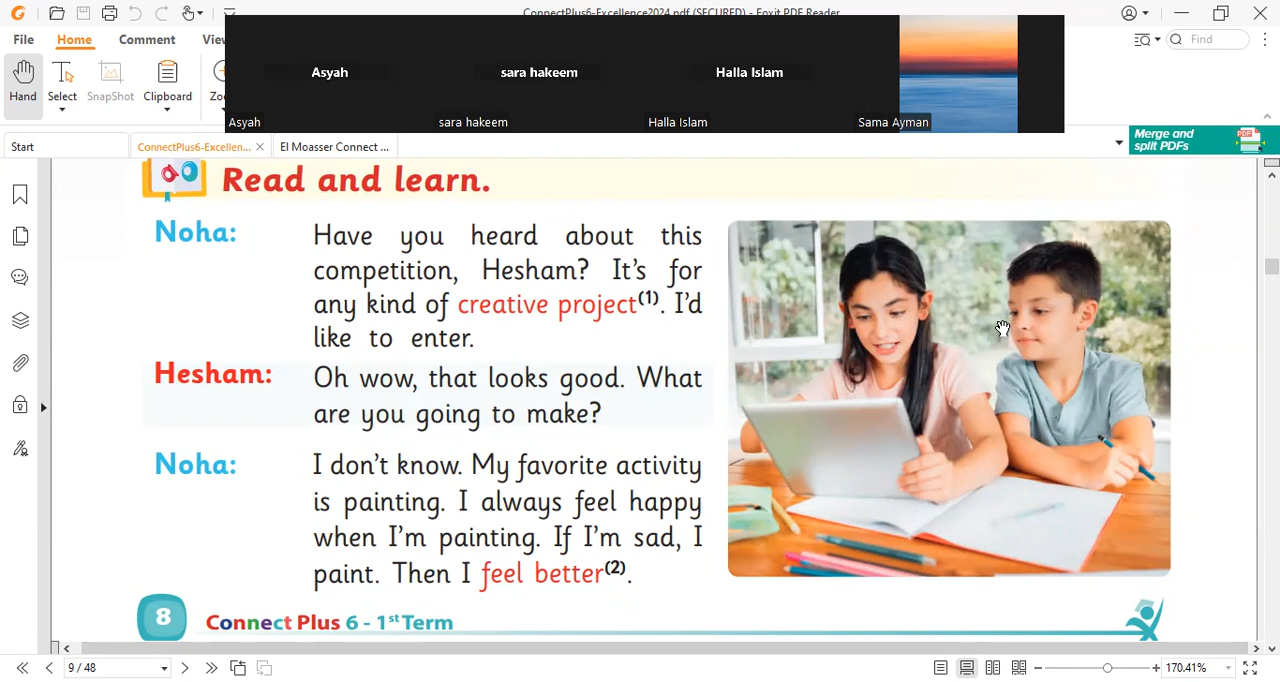 ConnectPlus6-Excellence2024.pdf (SECURED) - Foxit PDF Reader
File
Home
Comment
Find
Hand
Select
SnapShot
Clipboard
Asyah
sara hakeem
Halla Islam
Asyah
sara hakeem
Halla Islam
Sama Ayman
Start
ConnectPlus6-Excellen...
El Moasser Connect ...
Merge and
split PDFs
Read and learn.
Noha: Have you heard about this
competition, Hesham? It's for
any kind of creative project(1). I'd
like to enter.
Hesham: Oh wow, that looks good. What
are you going to make?
Noha: I don't know. My favorite activity
is painting. I always feel happy
when I'm painting. If I'm sad, I
paint. Then I feel better(2).
8 Connect Plus 6 - 1st Term
9 / 48
170.41%